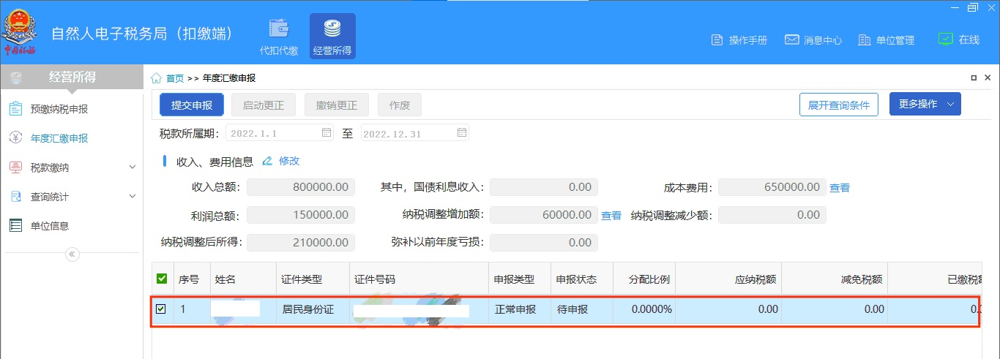 自然人电子税务局（扣缴端）
代扣代缴
经营所得
操作手册
消息中心
单位管理
在线
经营所得
预缴纳税申报
年度汇缴申报
税款缴纳
查询统计
单位信息
首页 >> 年度汇缴申报
提交申报 启动更正 撤销更正 作废 展开查询条件 更多操作
税款所属期： 2022.1.1 至 2022.12.31
收入、费用信息 修改
收入总额： 800000.00 其中，国债利息收入： 0.00 成本费用： 650000.00 查看
利润总额： 150000.00 纳税调整增加额： 60000.00 查看 纳税调整减少额： 0.00
纳税调整后所得： 210000.00 弥补以前年度亏损： 0.00
序号 姓名 证件类型 证件号码 申报类型 申报状态 分配比例 应纳税额 减免税额 已缴税
1 居民身份证 正常申报 待申报 0.0000% 0.00 0.00 0.